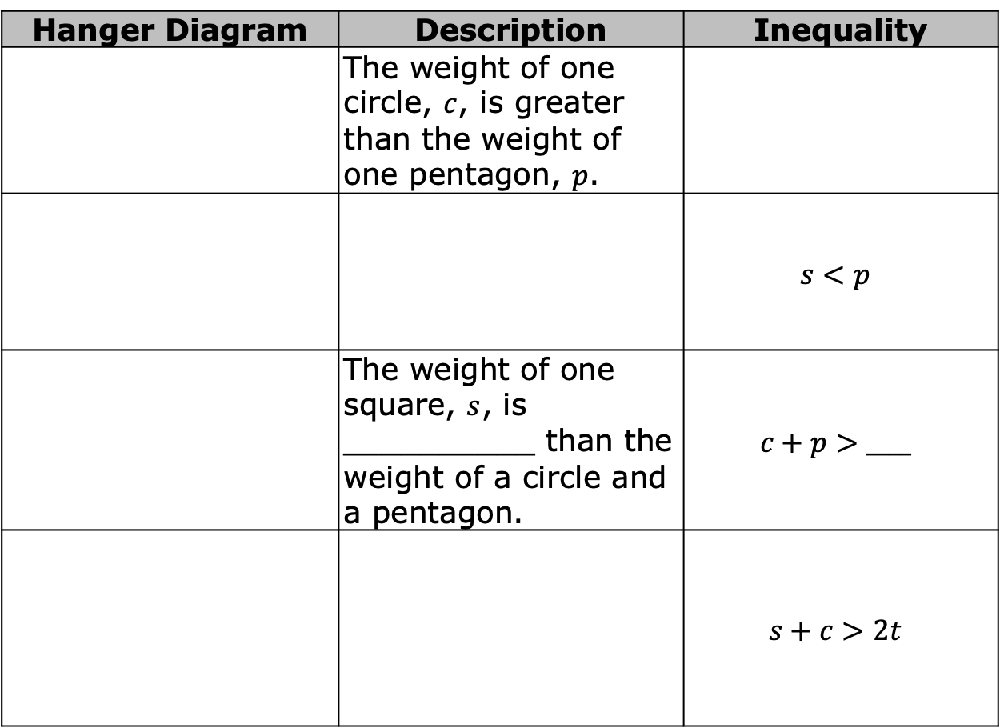 Hanger Diagram Description Inequality
The weight of one
circle, c, is greater
than the weight of
one pentagon, p.
s < p
The weight of one
square, s, is
____________ than the
weight of a circle and
a pentagon.
c + p > ___
s + c > 2t